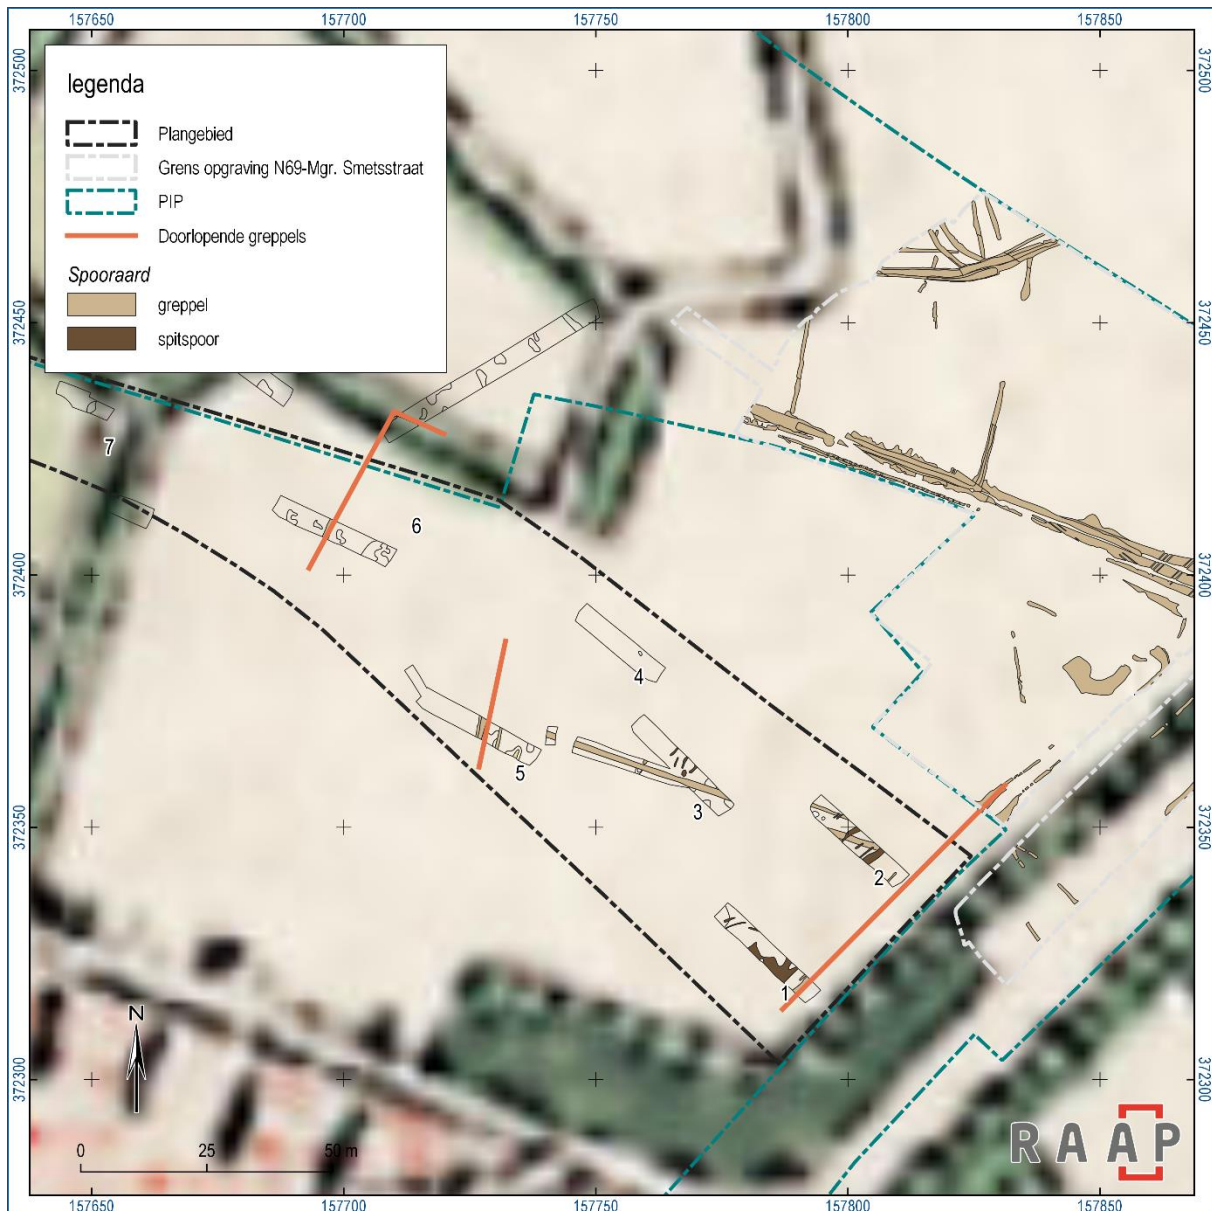 157650 157700 157750 157800 157850
372500 372500
legenda
Plangebied
Grens opgraving N69-Mgr. Smetsstraat
PIP
Doorlopende greppels
Spooraard
greppel
spitspoor
372450 372450
7
6
372400 372400
4
5
3
372350 372350
2
1
N
372300 372300
0 25 50 m
RAAP
157650 157700 157750 157800 157850